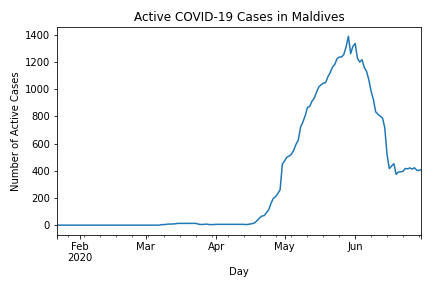 Active COVID-19 Cases in Maldives
Number of Active Cases
1400
1200
1000
800
600
400
200
0
Feb
2020
Mar
Apr
May
Jun
Day